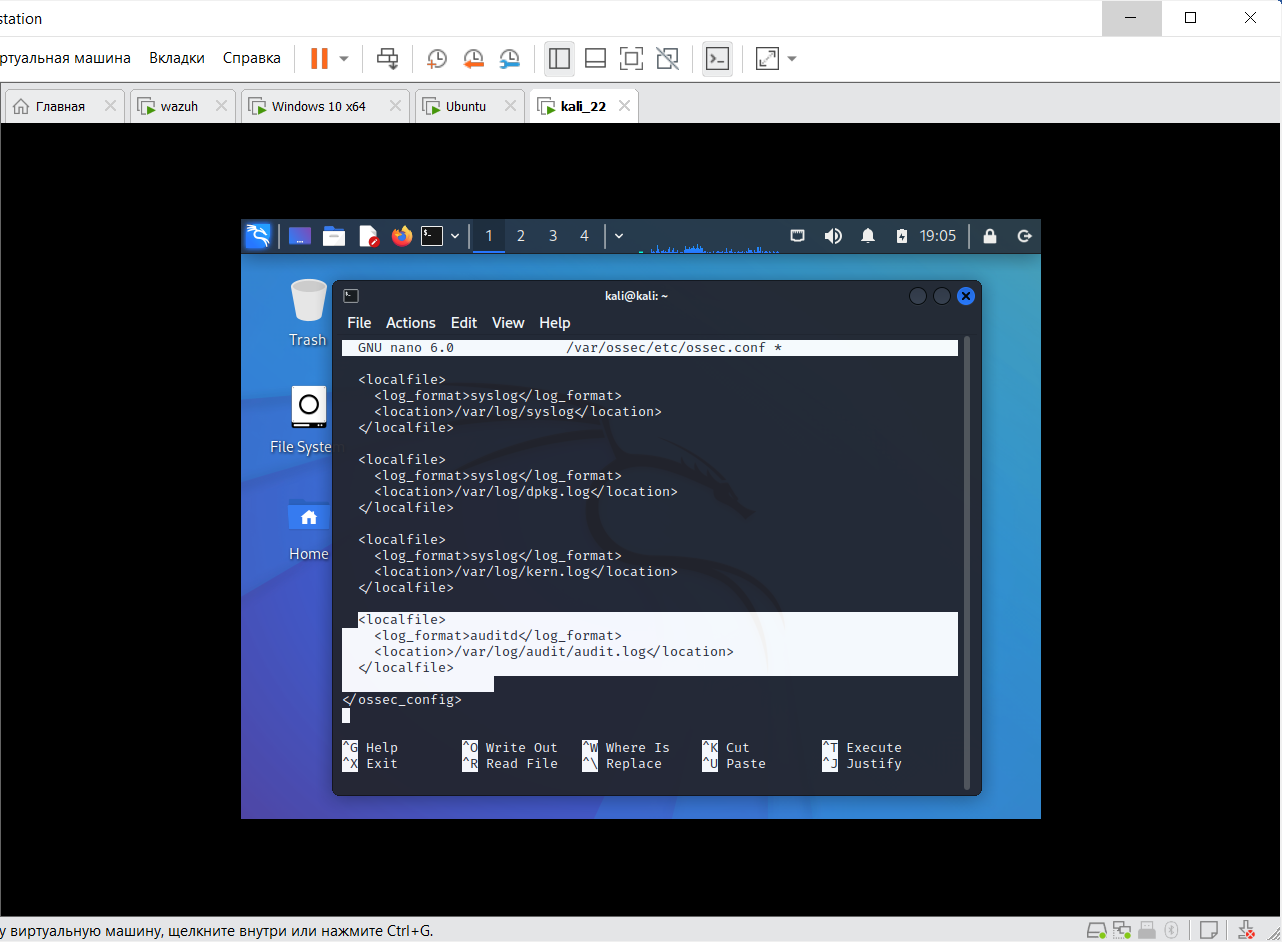 station
ртуальная машина Вкладки Справка
Главная wazuh Windows 10 x64 Ubuntu kali_22
1 2 3 4 19:05
Trash
File Syste
Home
kali@kali: ~
File Actions Edit View Help
GNU nano 6.0 /var/ossec/etc/ossec.conf *
<localfile>
<log_format>syslog</log_format>
<location>/var/log/syslog</location>
</localfile>
<localfile>
<log_format>syslog</log_format>
<location>/var/log/dpkg.log</location>
</localfile>
<localfile>
<log_format>syslog</log_format>
<location>/var/log/kern.log</location>
</localfile>
<localfile>
<log_format>auditd</log_format>
<location>/var/log/audit/audit.log</location>
</localfile>
</ossec_config>
^G Help ^O Write Out ^W Where Is ^K Cut ^T Execute
^X Exit ^R Read File ^\ Replace ^U Paste ^J Justify
у виртуальную машину, щелкните внутри или нажмите Ctrl+G.